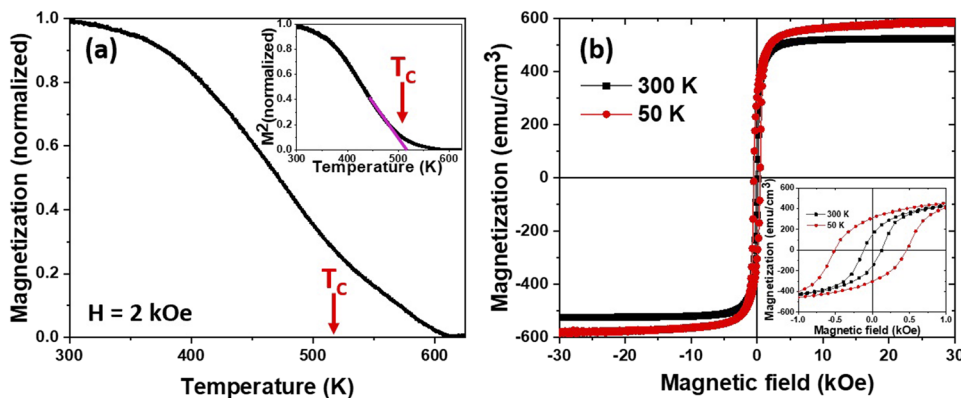 (a)
Magnetization (normalized)
1.0
0.8
0.6
0.4
0.2
0.0
300
400
500
600
Temperature (K)
H = 2 kOe
T_C
M²(normalized)
1.0
0.8
0.6
0.4
0.2
0.0
300
400
500
600
Temperature (K)
T_C
(b)
Magnetization (emu/cm³)
600
400
200
0
-200
-400
-600
-30
-20
-10
0
10
20
30
Magnetic field (kOe)
300 K
50 K
Magnetization (emu/cm³)
600
400
200
0
-200
-400
-600
-1.0
-0.5
0.0
0.5
1.0
Magnetic field (kOe)
300 K
50 K